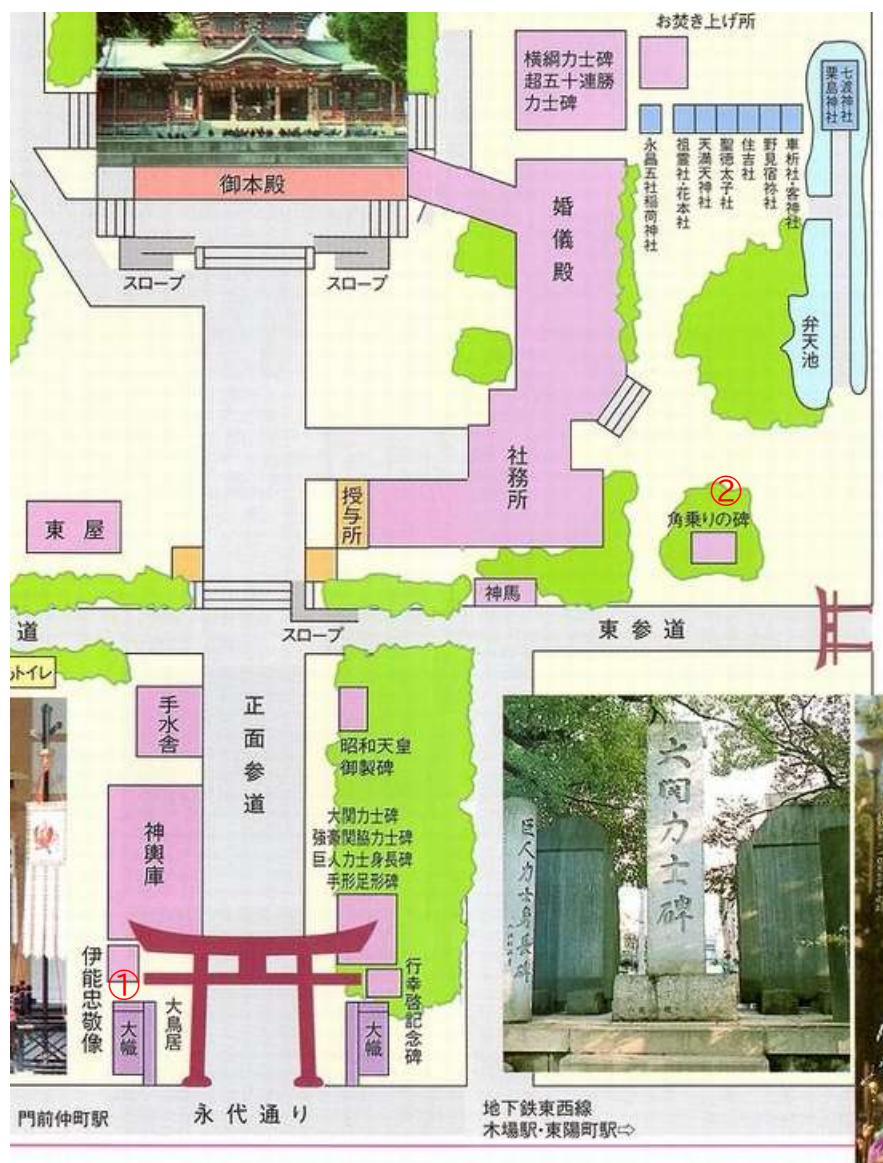 お焚き上げ所
横綱力士碑
超五十連勝
力士碑
七渡神社
粟島神社
永昌五社稲荷神社
祖霊社・花本社
天満天神社
聖徳太子社
住吉社
野見宿祢社
車析社・客神社
御本殿
婚儀殿
スロープ
スロープ
弁天池
社務所
授与所
東屋
②
角乗りの碑
神馬
道
スロープ
東参道
トイレ
手水舎
正面参道
昭和天皇
御製碑
大関力士碑
強豪関脇力士碑
巨人力士身長碑
手形足形碑
神輿庫
大関力士碑
巨人力士身長碑
伊能忠敬像
①
大幟
大鳥居
大幟
行幸啓記念碑
門前仲町駅
永代通り
地下鉄東西線
木場駅・東陽町駅⇨